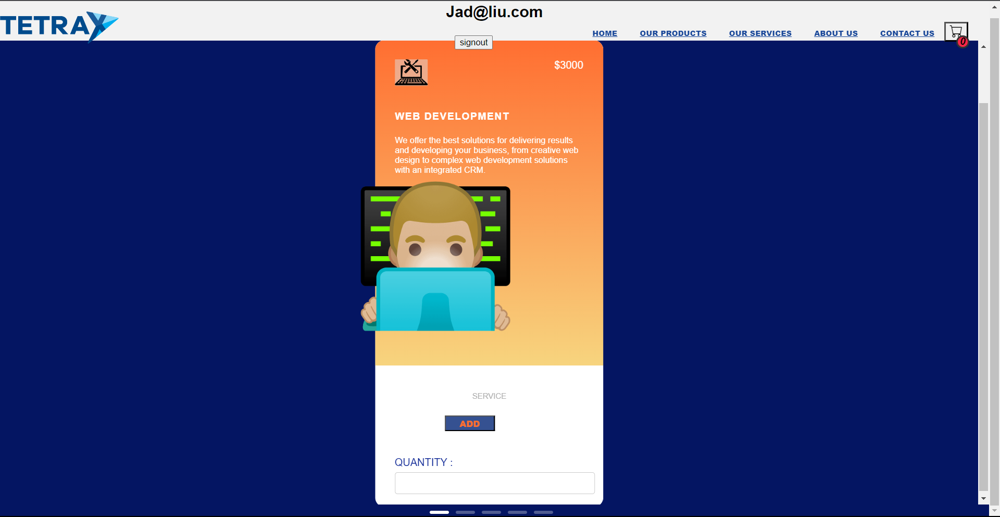 Jad@liu.com
TETRAX
HOME OUR PRODUCTS OUR SERVICES ABOUT US CONTACT US
signout
0
$3000
WEB DEVELOPMENT
We offer the best solutions for delivering results
and developing your business, from creative web
design to complex web development solutions
with an integrated CRM.
SERVICE
ADD
QUANTITY :